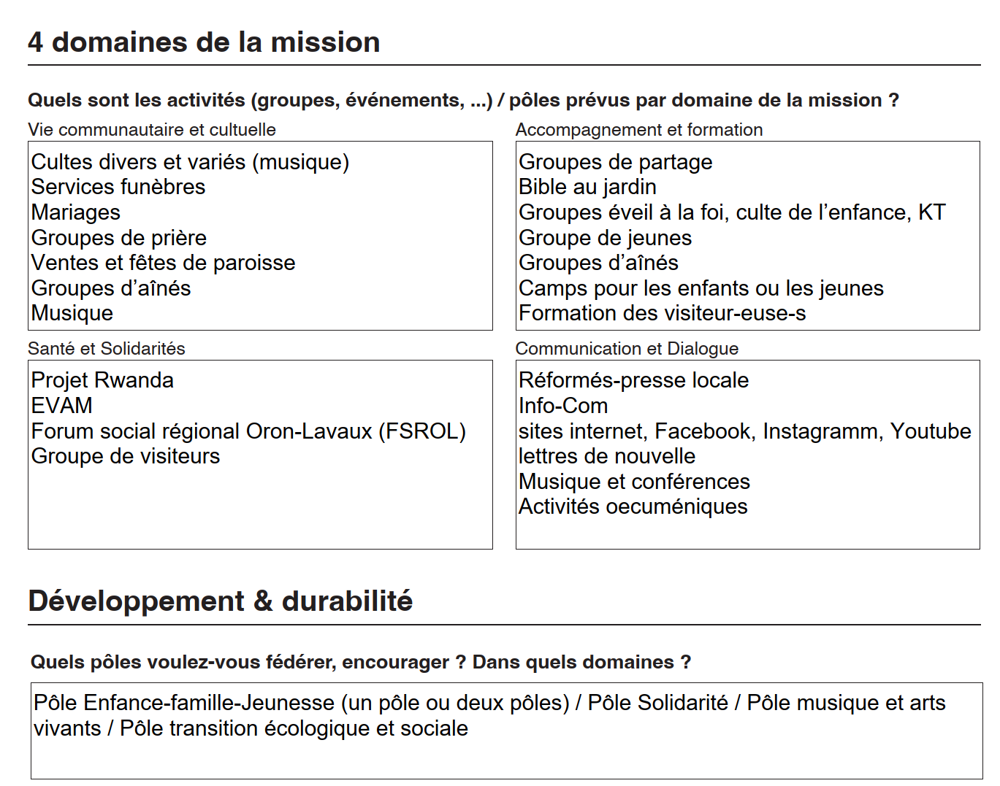 4 domaines de la mission
Quels sont les activités (groupes, événements, ...) / pôles prévus par domaine de la mission ?
Vie communautaire et cultuelle
Cultes divers et variés (musique)
Services funèbres
Mariages
Groupes de prière
Ventes et fêtes de paroisse
Groupes d’aînés
Musique
Accompagnement et formation
Groupes de partage
Bible au jardin
Groupes éveil à la foi, culte de l’enfance, KT
Groupe de jeunes
Groupes d’aînés
Camps pour les enfants ou les jeunes
Formation des visiteur-euse-s
Santé et Solidarités
Projet Rwanda
EVAM
Forum social régional Oron-Lavaux (FSROL)
Groupe de visiteurs
Communication et Dialogue
Réformés-presse locale
Info-Com
sites internet, Facebook, Instagramm, Youtube
lettres de nouvelle
Musique et conférences
Activités oecuméniques
Développement & durabilité
Quels pôles voulez-vous fédérer, encourager ? Dans quels domaines ?
Pôle Enfance-famille-Jeunesse (un pôle ou deux pôles) / Pôle Solidarité / Pôle musique et arts
vivants / Pôle transition écologique et sociale